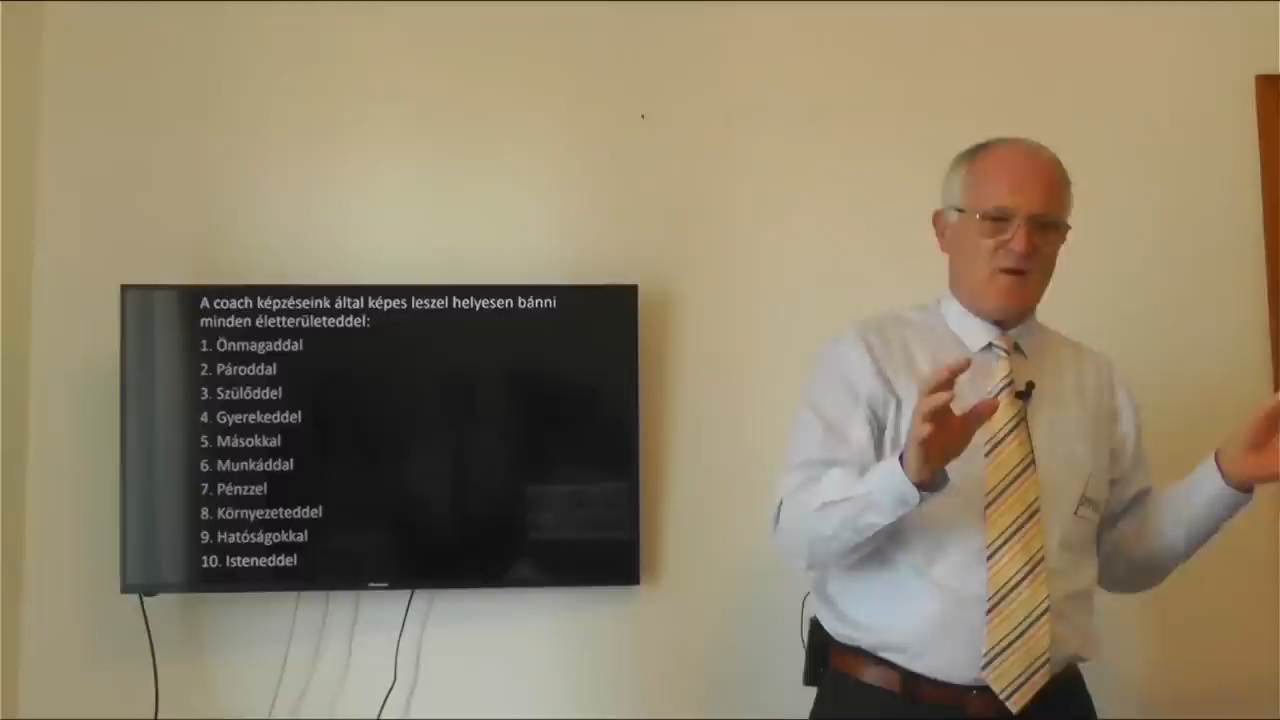 A coach képzéseink által képes leszel helyesen bánni
minden életterületeddel:
1. Önmagaddal
2. Pároddal
3. Szülőddel
4. Gyerekeddel
5. Másokkal
6. Munkáddal
7. Pénzzel
8. Környezeteddel
9. Hatóságokkal
10. Isteneddel